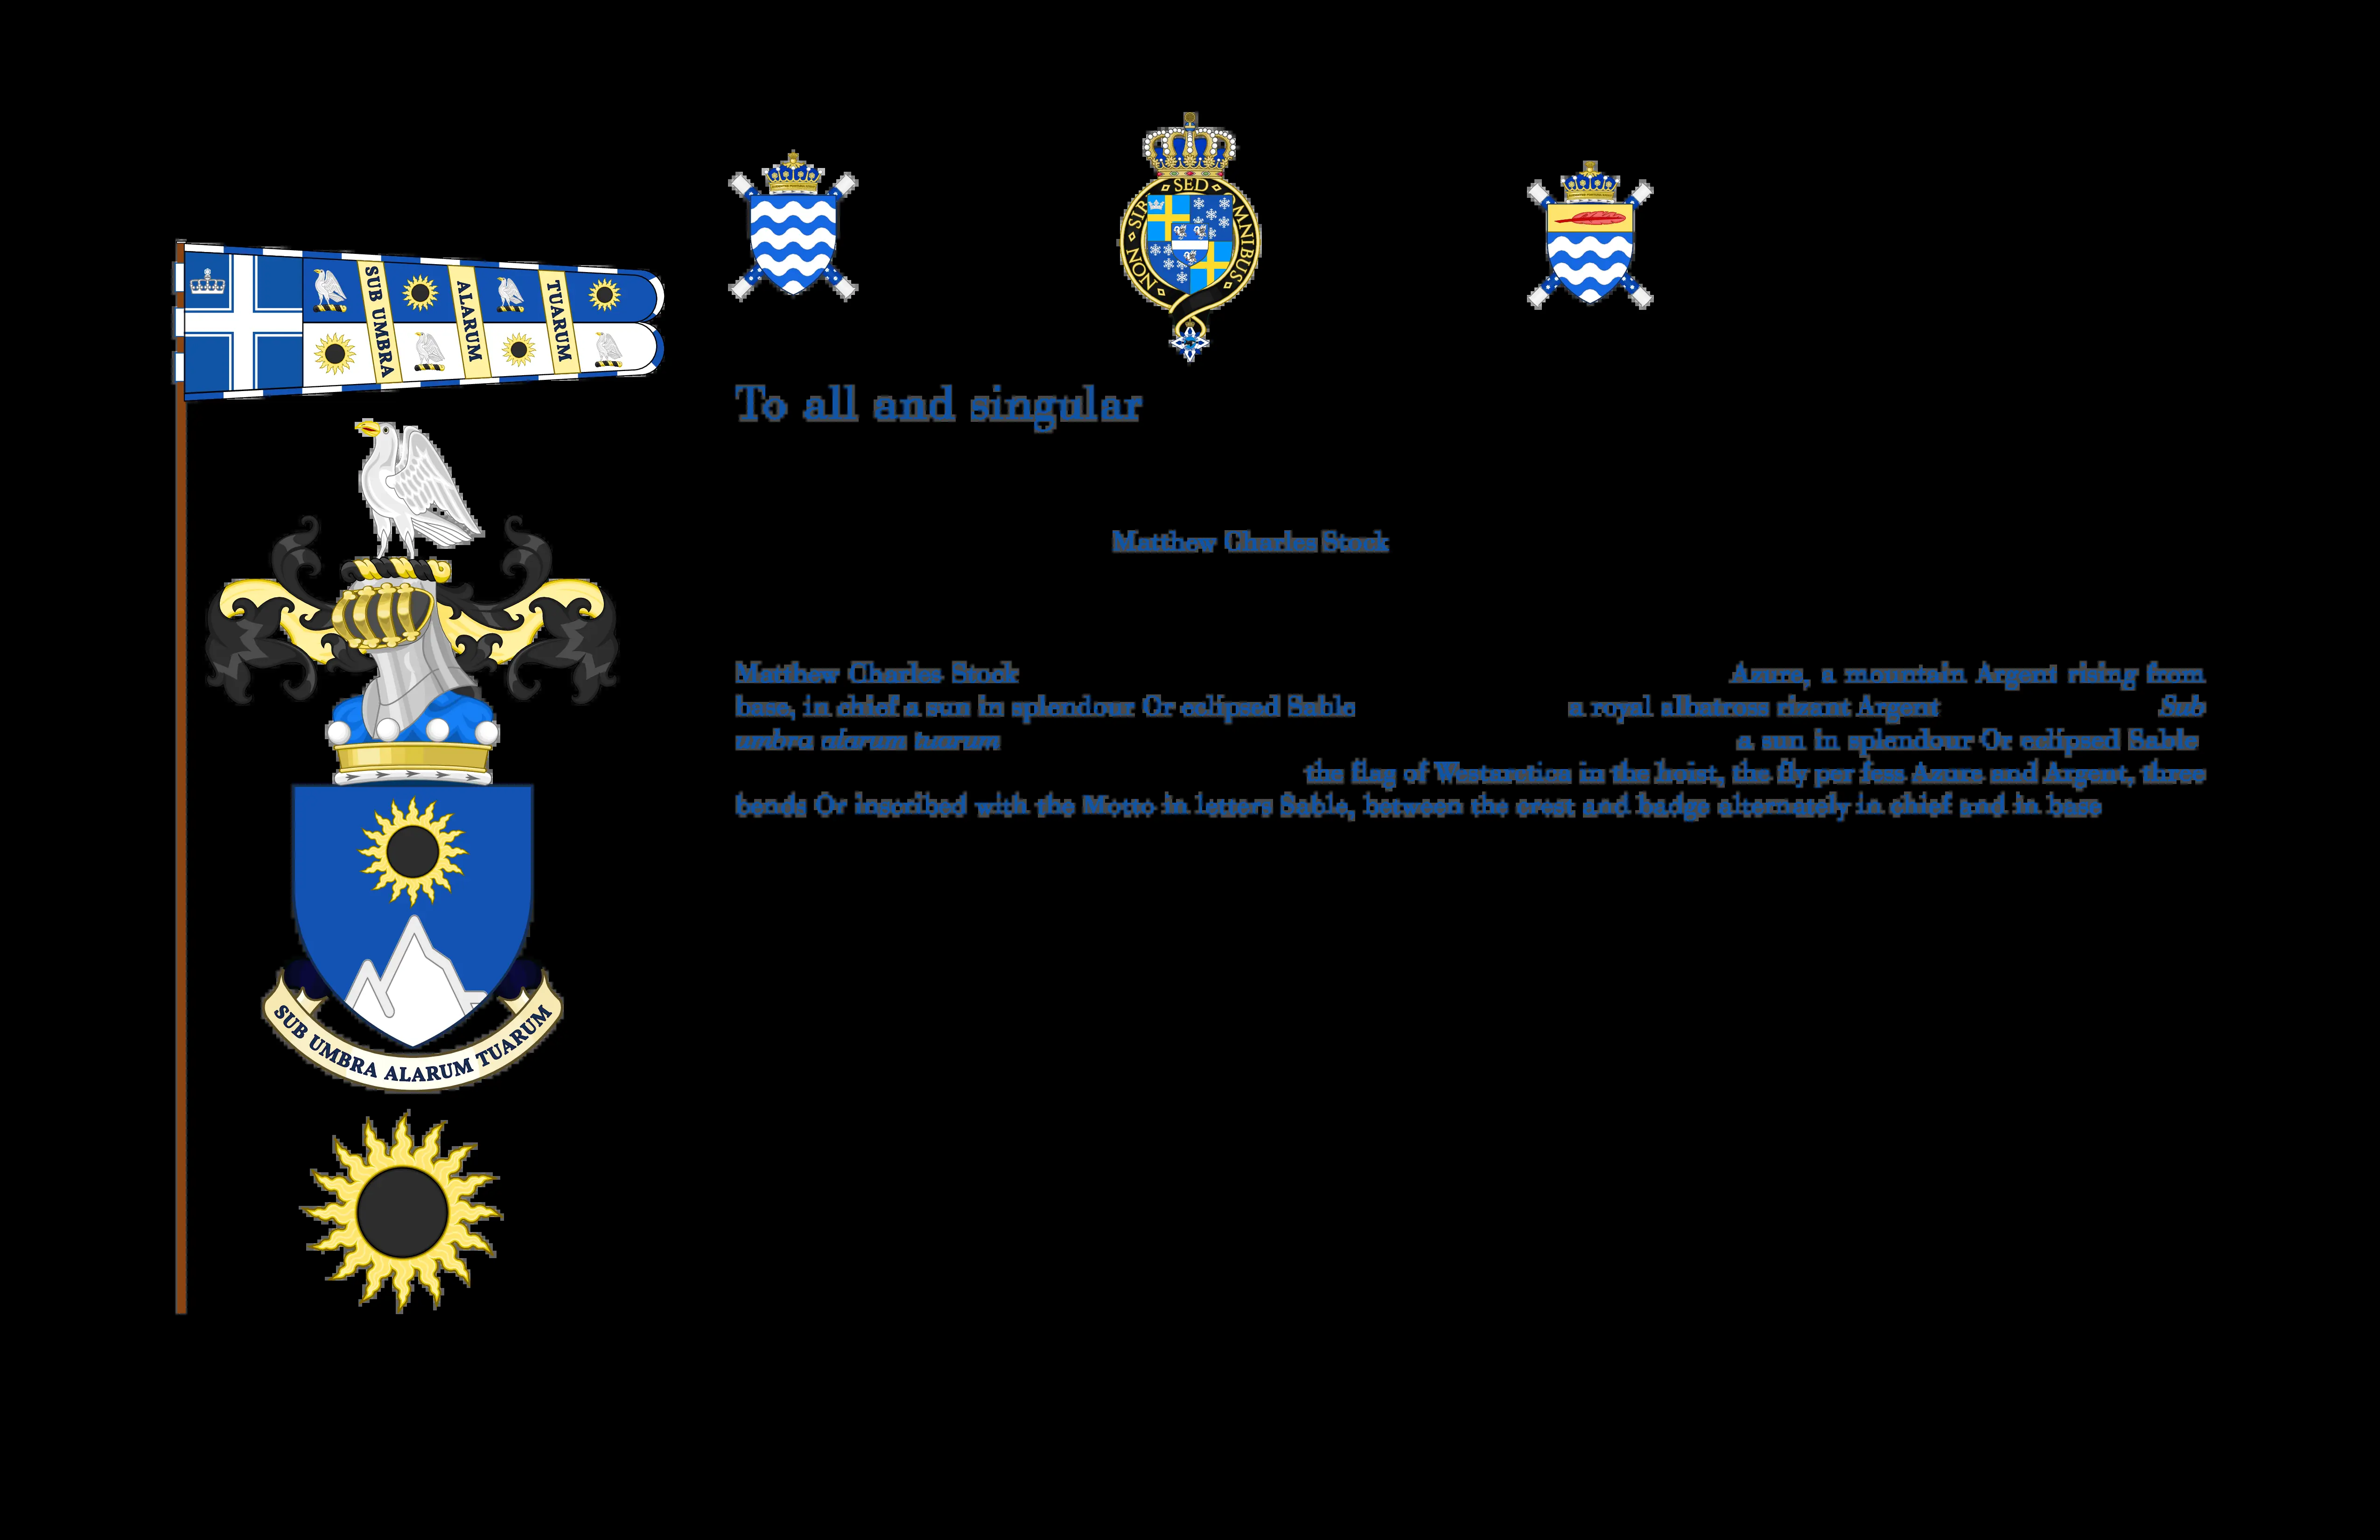 SUB UMBRA
ALARUM
TUARUM
NON SIR SED OMNIBUS
To all and singular
Matthew Charles Stook
Matthew Charles Stook Azure, a mountain Argent rising from
base, in chief a sun in splendour Or eclipsed Sable a royal albatross close Argent Sub
umbra alarum tuarum a sun in splendour Or eclipsed Sable
the flag of Westarctica in the hoist, the fly per fess Azure and Argent, three
bends Or inscribed with the Motto in letters Sable, between the crest and badge alternately in chief and in base
SUB UMBRA ALARUM TUARUM